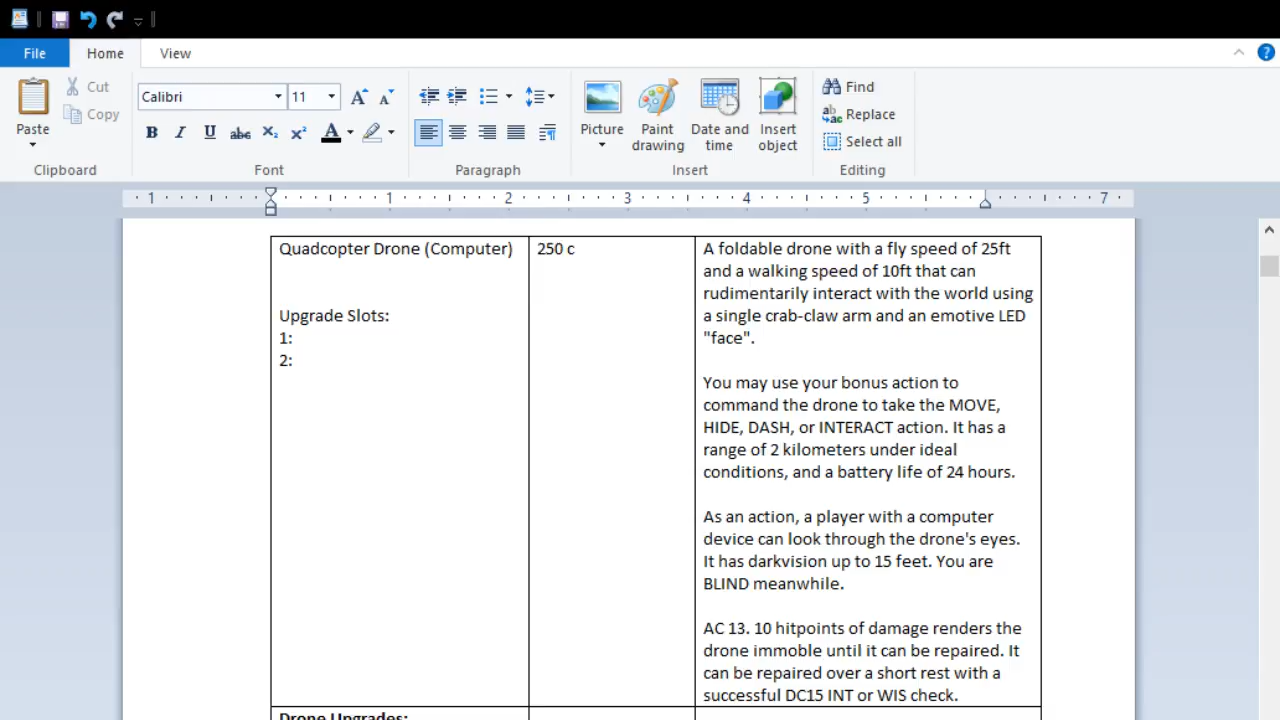 File
Home
View
Paste
Cut
Copy
Clipboard
Calibri
11
B I U abc X₂ X² A
Font
Paragraph
Picture
Paint drawing
Date and time
Insert object
Insert
Find
Replace
Select all
Editing
1 1 2 3 4 5 7
Quadcopter Drone (Computer)
Upgrade Slots:
1:
2:
250 c
A foldable drone with a fly speed of 25ft
and a walking speed of 10ft that can
rudimentarily interact with the world using
a single crab-claw arm and an emotive LED
"face".
You may use your bonus action to
command the drone to take the MOVE,
HIDE, DASH, or INTERACT action. It has a
range of 2 kilometers under ideal
conditions, and a battery life of 24 hours.
As an action, a player with a computer
device can look through the drone's eyes.
It has darkvision up to 15 feet. You are
BLIND meanwhile.
AC 13. 10 hitpoints of damage renders the
drone immoble until it can be repaired. It
can be repaired over a short rest with a
successful DC15 INT or WIS check.
Drone Upgrades: